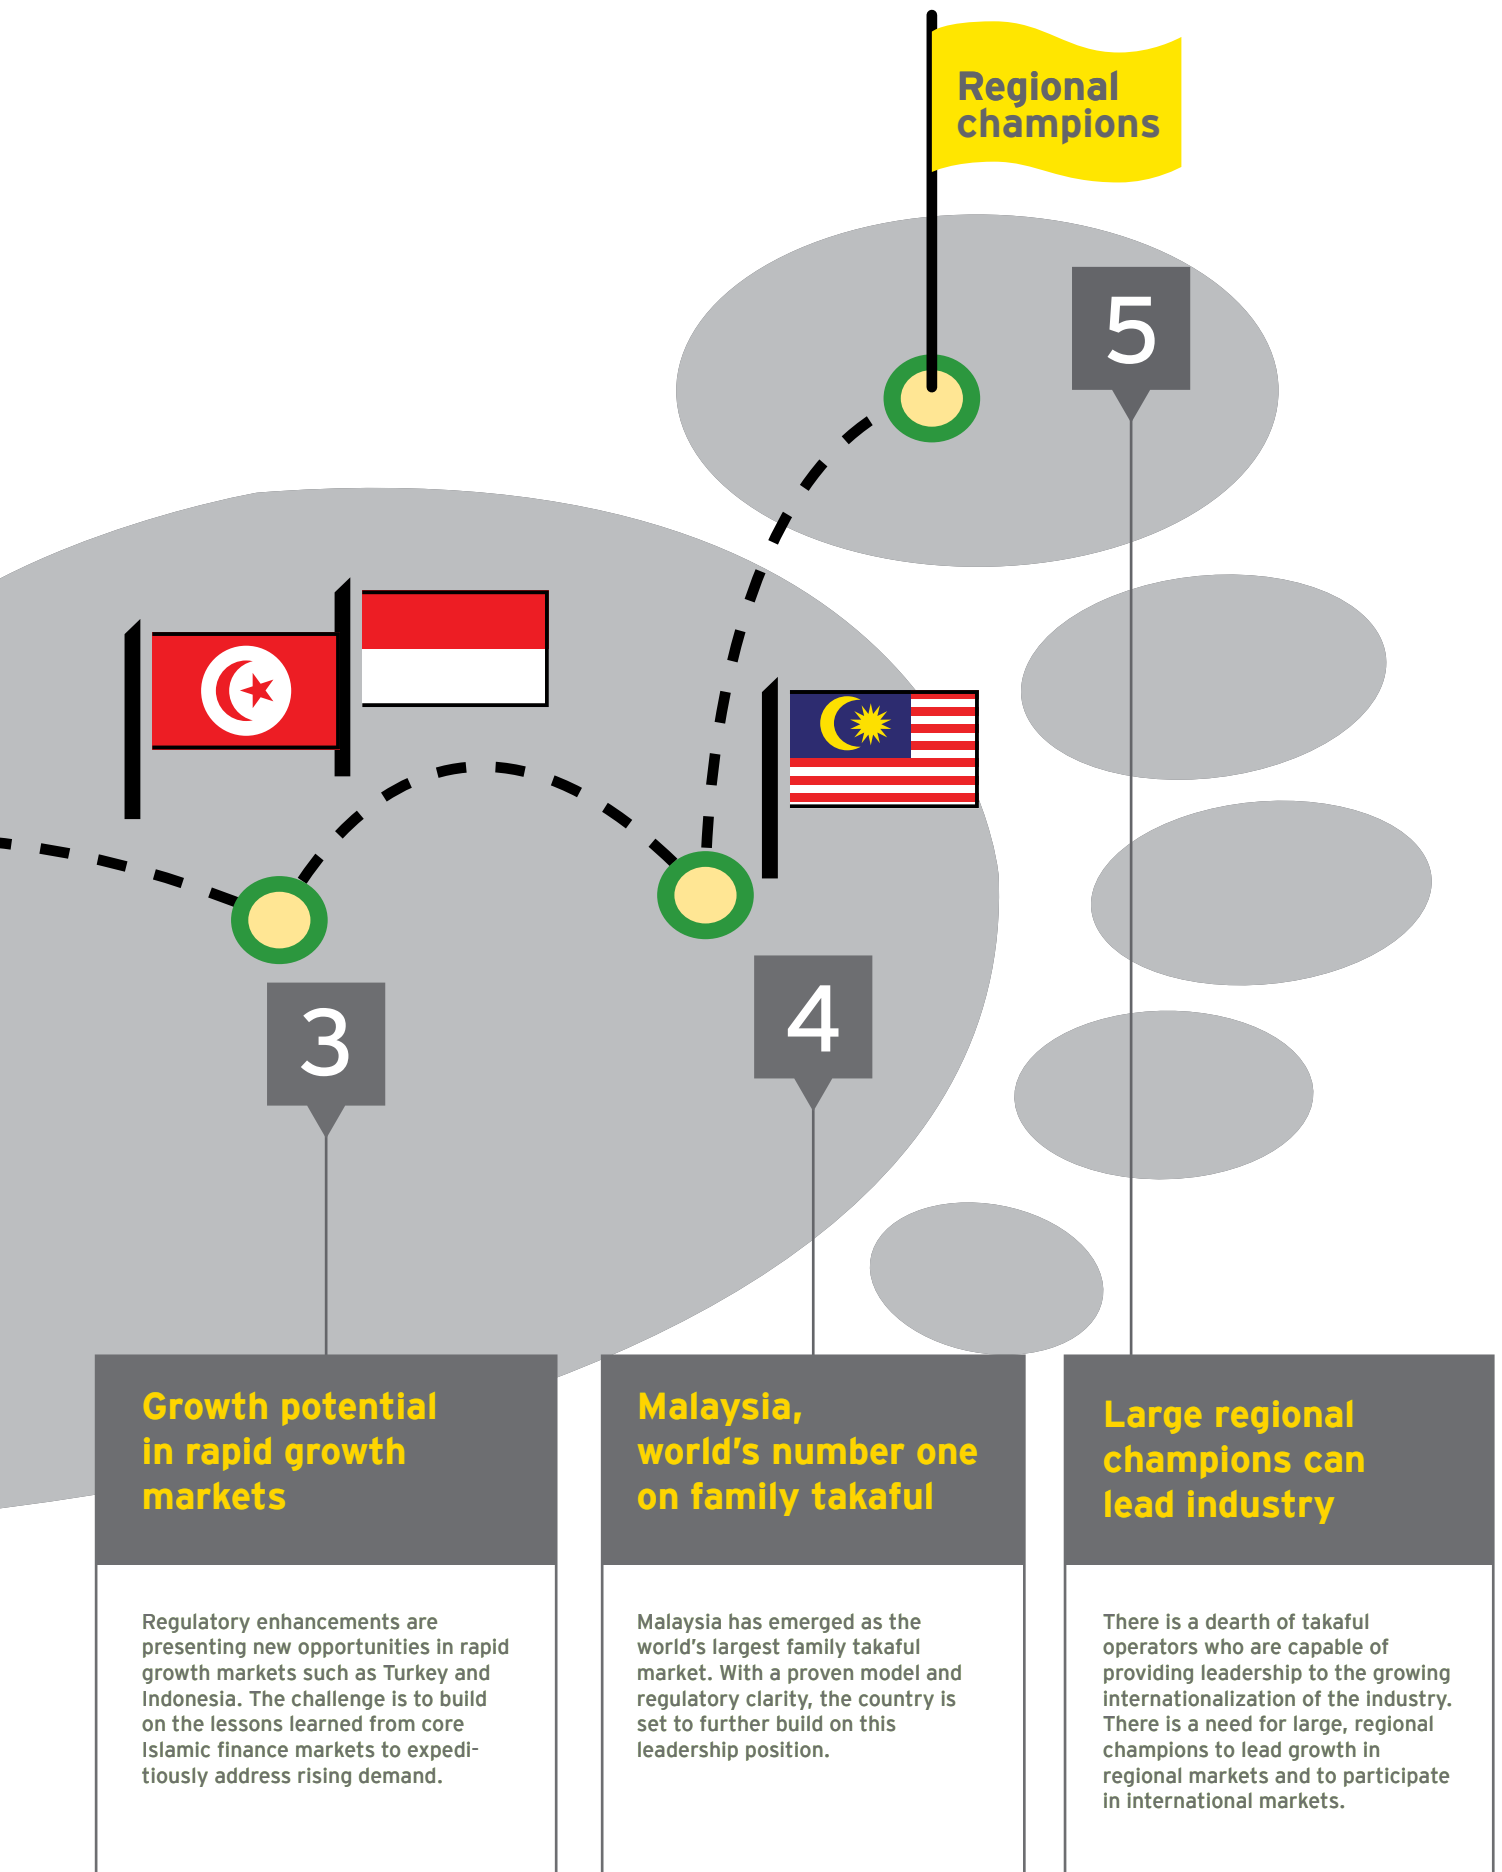 Regional
champions
5
3
4
Growth potential
in rapid growth
markets
Regulatory enhancements are
presenting new opportunities in rapid
growth markets such as Turkey and
Indonesia. The challenge is to build
on the lessons learned from core
Islamic finance markets to expedi-
tiously address rising demand.
Malaysia,
world's number one
on family takaful
Malaysia has emerged as the
world's largest family takaful
market. With a proven model and
regulatory clarity, the country is
set to further build on this
leadership position.
Large regional
champions can
lead industry
There is a dearth of takaful
operators who are capable of
providing leadership to the growing
internationalization of the industry.
There is a need for large, regional
champions to lead growth in
regional markets and to participate
in international markets.